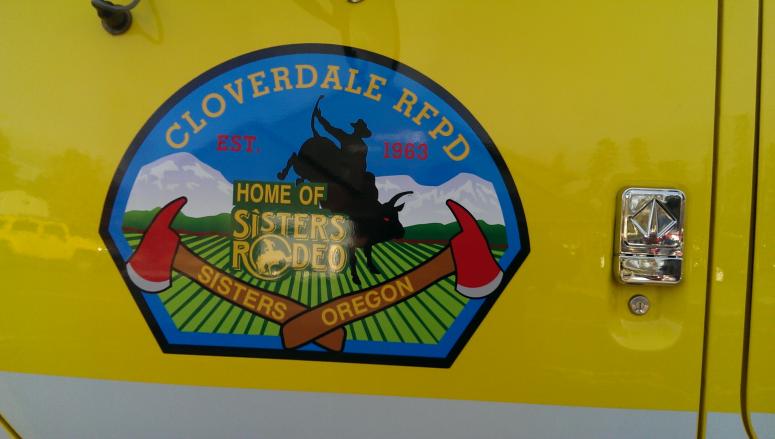 CLOVERDALE RFPD
EST. 1963
HOME OF
SISTERS
RODEO
SISTERS OREGON